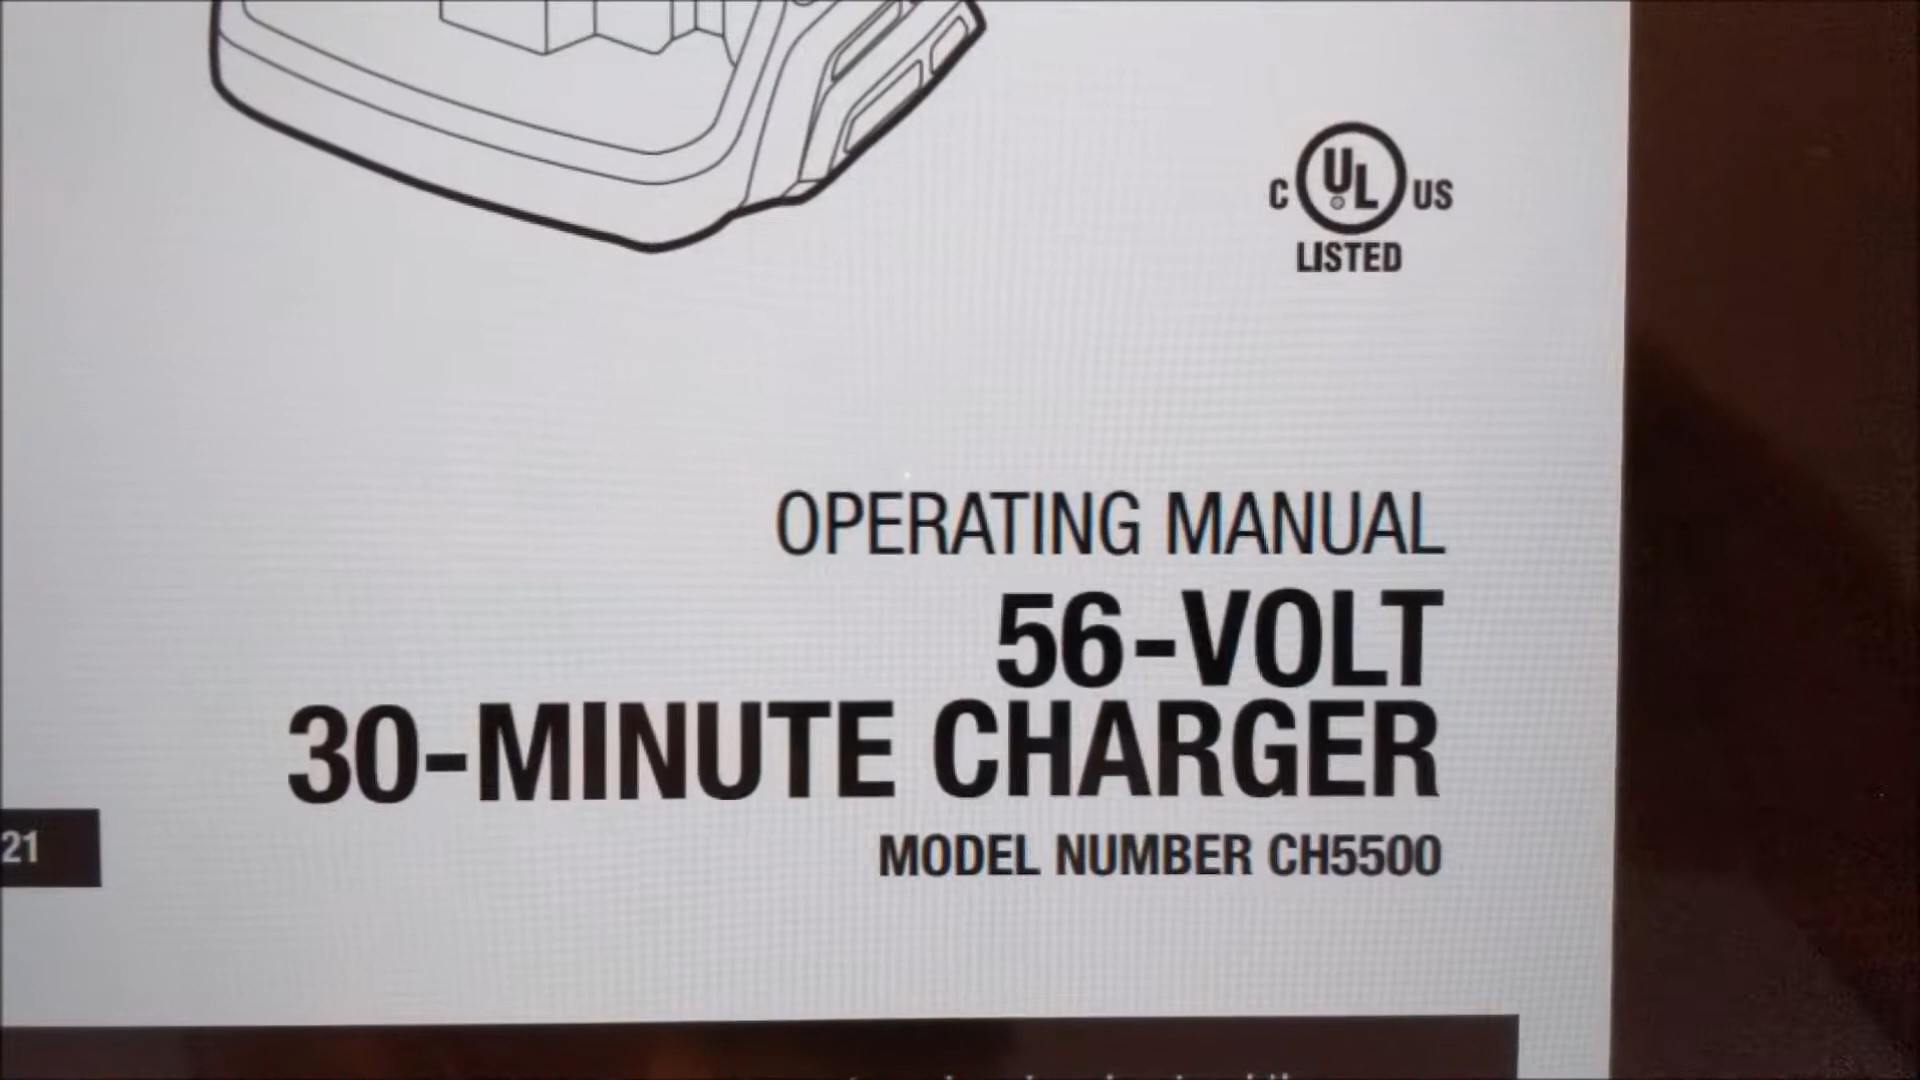 C UL US
LISTED
OPERATING MANUAL
56-VOLT
30-MINUTE CHARGER
MODEL NUMBER CH5500
21